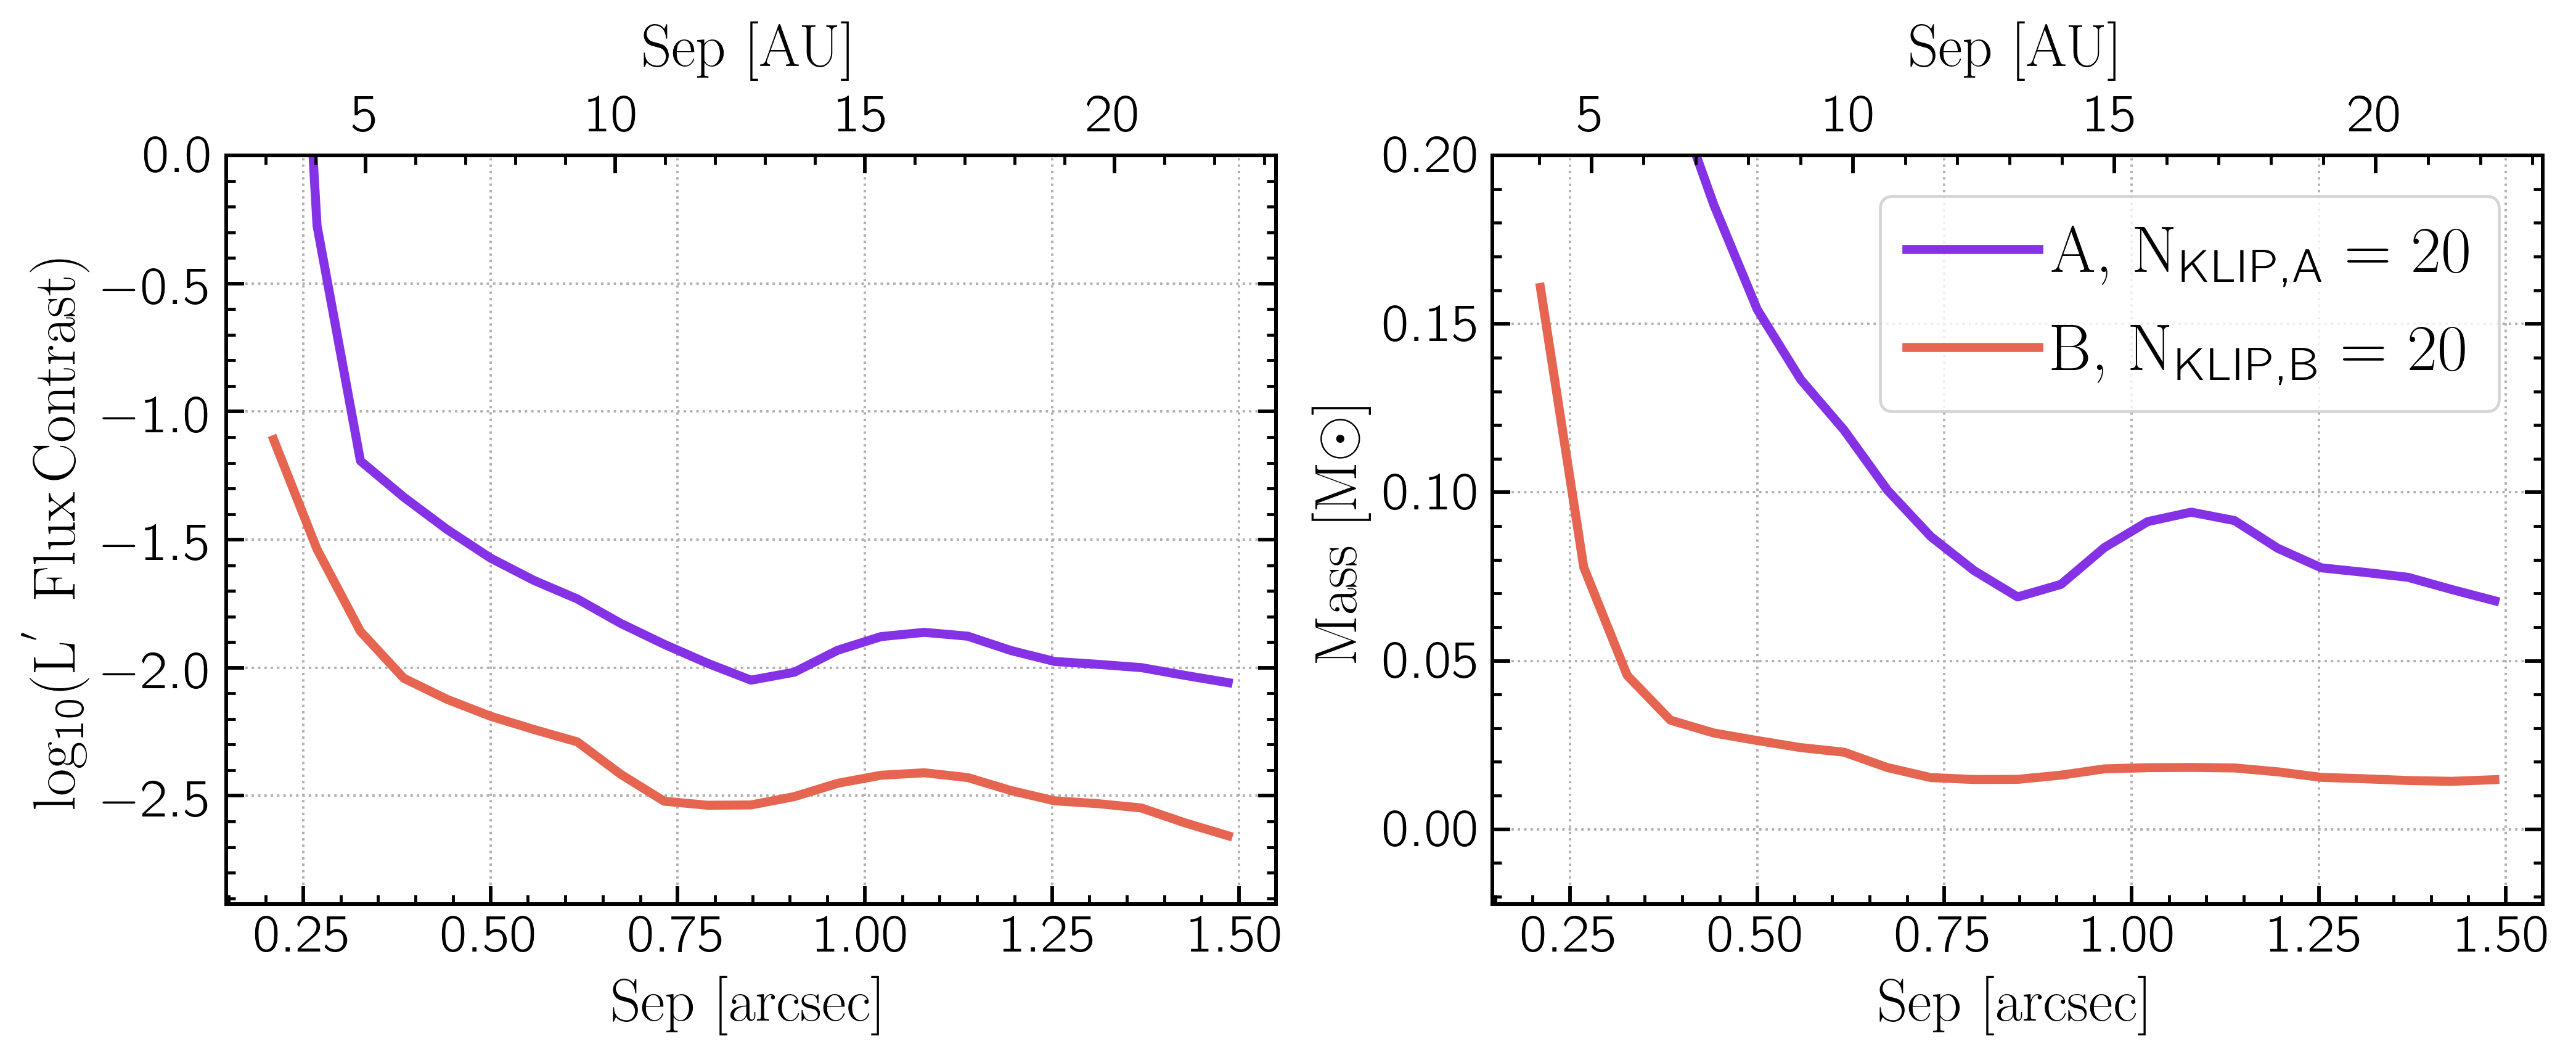 Sep [AU]
5 10 15 20
0.0
−0.5
−1.0
−1.5
−2.0
−2.5
log10(L′ Flux Contrast)
0.25 0.50 0.75 1.00 1.25 1.50
Sep [arcsec]
Sep [AU]
5 10 15 20
0.20
0.15
0.10
0.05
0.00
Mass [M⊙]
A, NKLIP,A = 20
B, NKLIP,B = 20
0.25 0.50 0.75 1.00 1.25 1.50
Sep [arcsec]